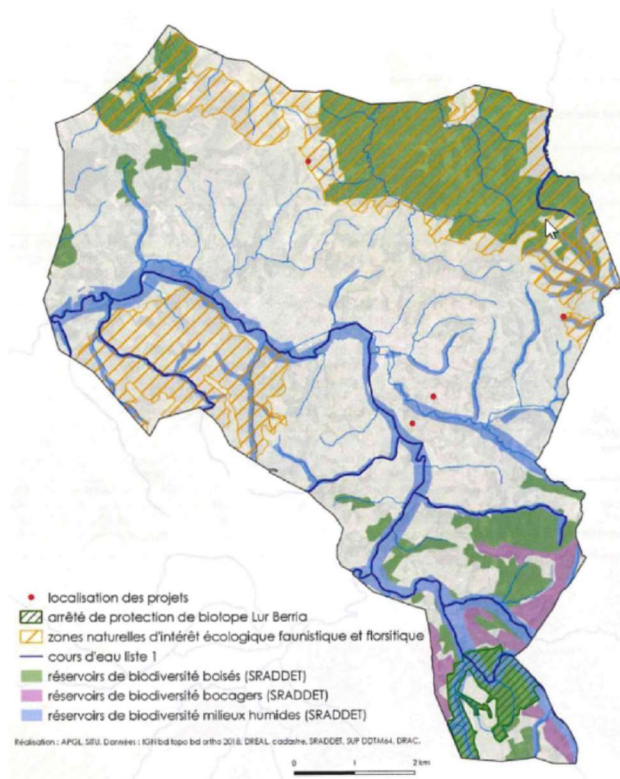 localisation des projets
arrêté de protection de biotope Lur Berria
zones naturelles d'intérêt écologique faunistique et florsitique
cours d'eau liste 1
réservoirs de biodiversité boisés (SRADDET)
réservoirs de biodiversité bocagers (SRADDET)
réservoirs de biodiversité milieux humides (SRADDET)
Réalisation : APGL, SITU, Données : IGN bd topo bd ortho 2018, DREAL, cadastre, SRADDET, SUP DDTM64, DRAC.
0 1 2 km